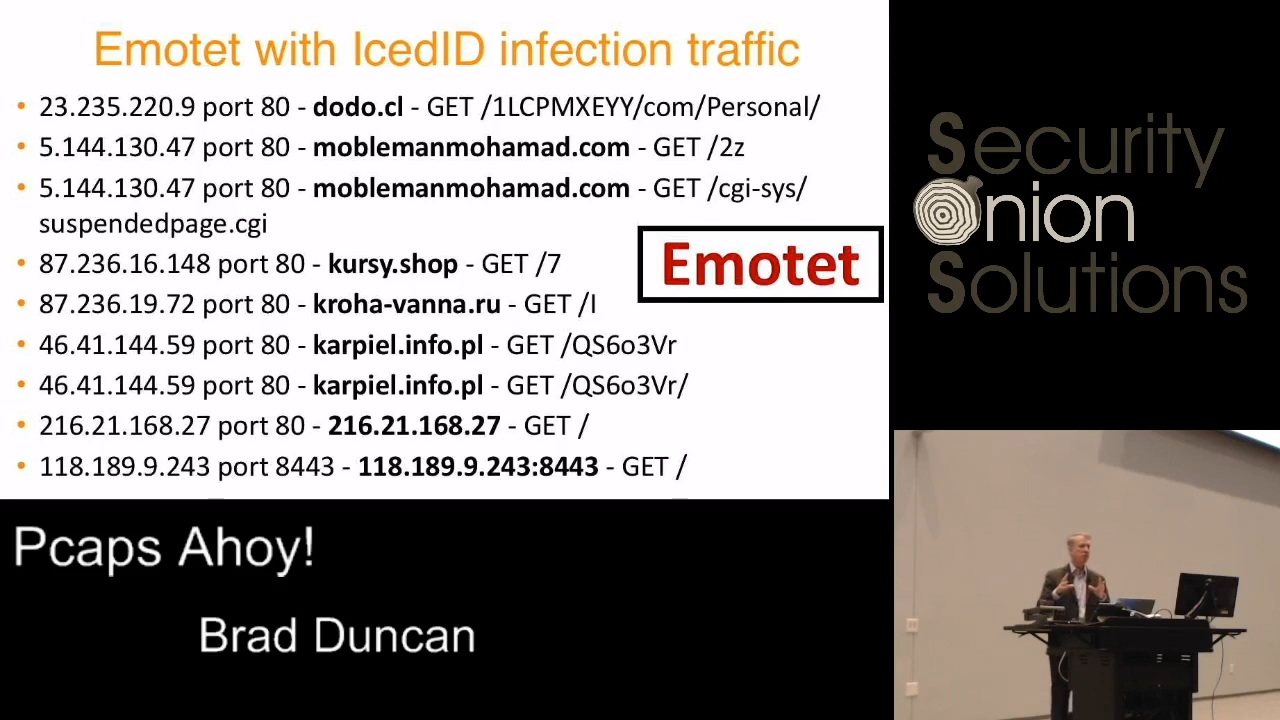 Emotet with IcedID infection traffic
• 23.235.220.9 port 80 - dodo.cl - GET /1LCPMXEYY/com/Personal/
• 5.144.130.47 port 80 - moblemanmohamad.com - GET /2z
• 5.144.130.47 port 80 - moblemanmohamad.com - GET /cgi-sys/
suspendedpage.cgi
• 87.236.16.148 port 80 - kursy.shop - GET /7
• 87.236.19.72 port 80 - kroha-vanna.ru - GET /I
• 46.41.144.59 port 80 - karpiel.info.pl - GET /QS6o3Vr
• 46.41.144.59 port 80 - karpiel.info.pl - GET /QS6o3Vr/
• 216.21.168.27 port 80 - 216.21.168.27 - GET /
• 118.189.9.243 port 8443 - 118.189.9.243:8443 - GET /
Emotet
Security
Onion
Solutions
Pcaps Ahoy!
Brad Duncan